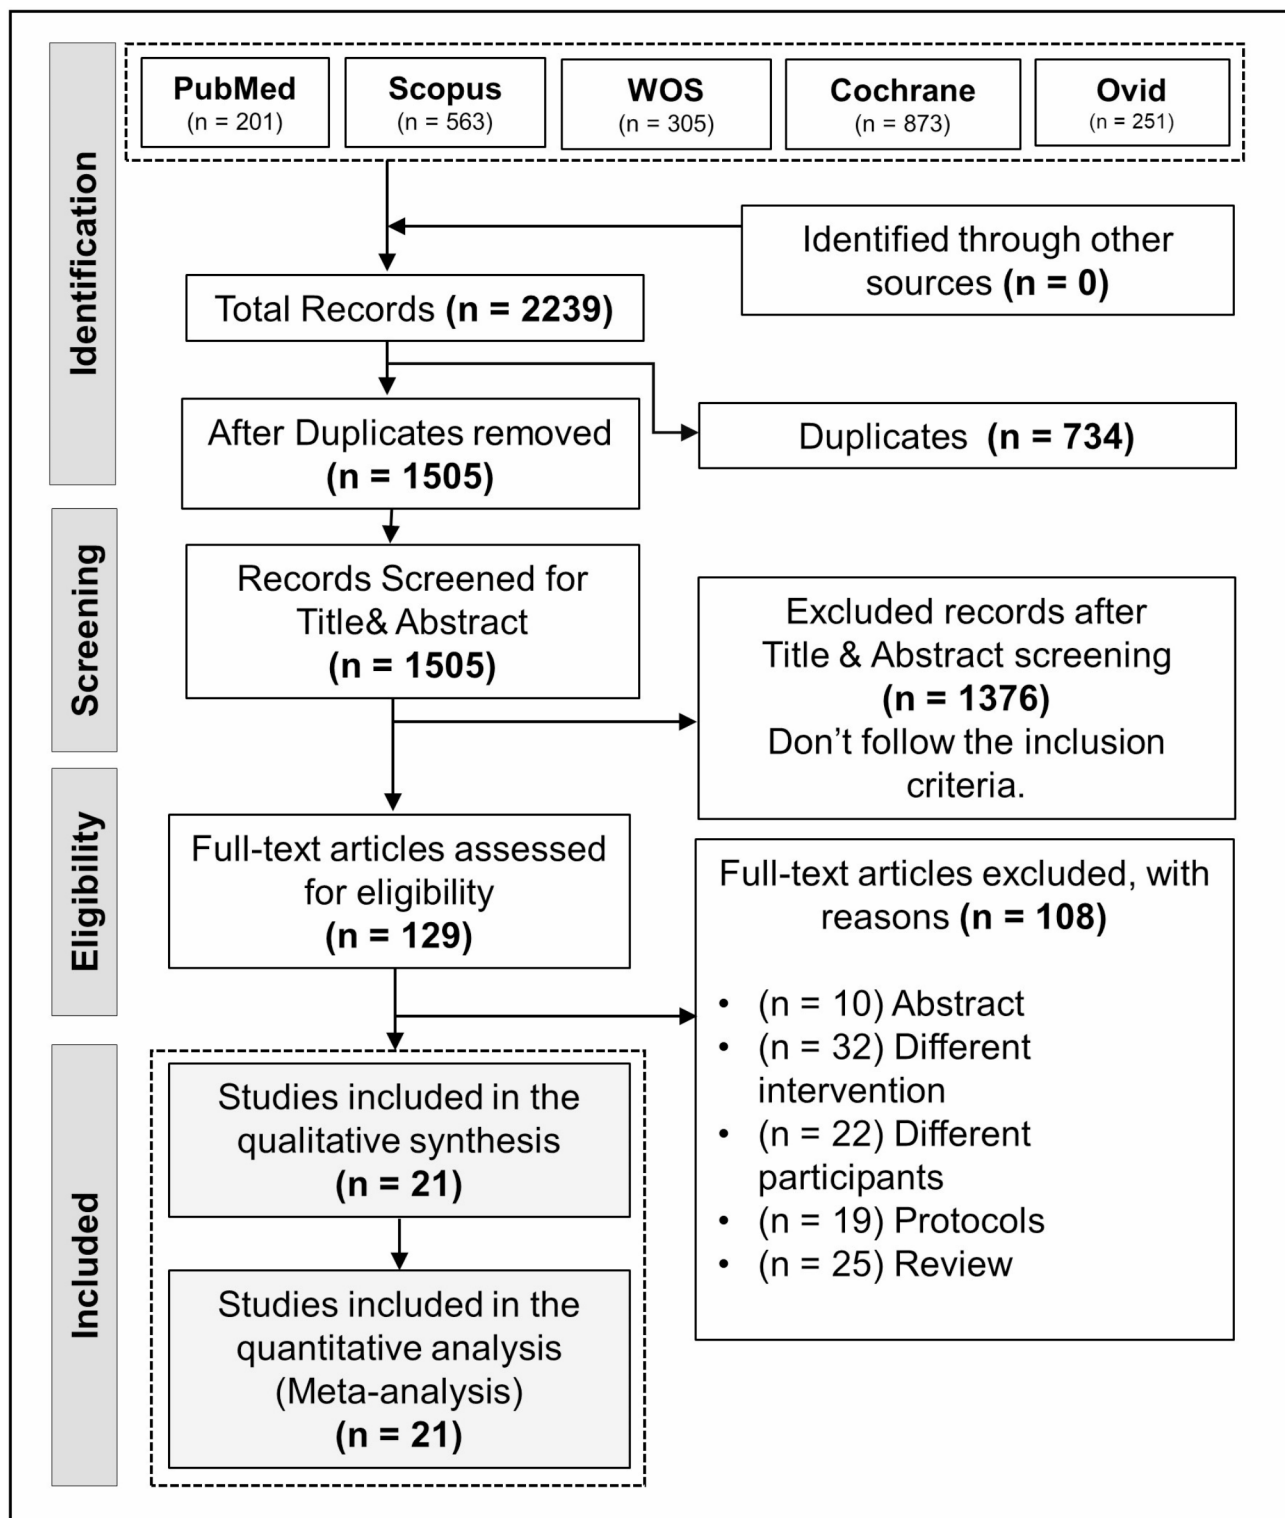 Identification
PubMed
(n = 201)
Scopus
(n = 563)
WOS
(n = 305)
Cochrane
(n = 873)
Ovid
(n = 251)
Identified through other
sources (n = 0)
Total Records (n = 2239)
After Duplicates removed
(n = 1505)
Duplicates (n = 734)
Screening
Records Screened for
Title& Abstract
(n = 1505)
Excluded records after
Title & Abstract screening
(n = 1376)
Don’t follow the inclusion
criteria.
Eligibility
Full-text articles assessed
for eligibility
(n = 129)
Full-text articles excluded, with
reasons (n = 108)
• (n = 10) Abstract
• (n = 32) Different
intervention
• (n = 22) Different
participants
• (n = 19) Protocols
• (n = 25) Review
Included
Studies included in the
qualitative synthesis
(n = 21)
Studies included in the
quantitative analysis
(Meta-analysis)
(n = 21)